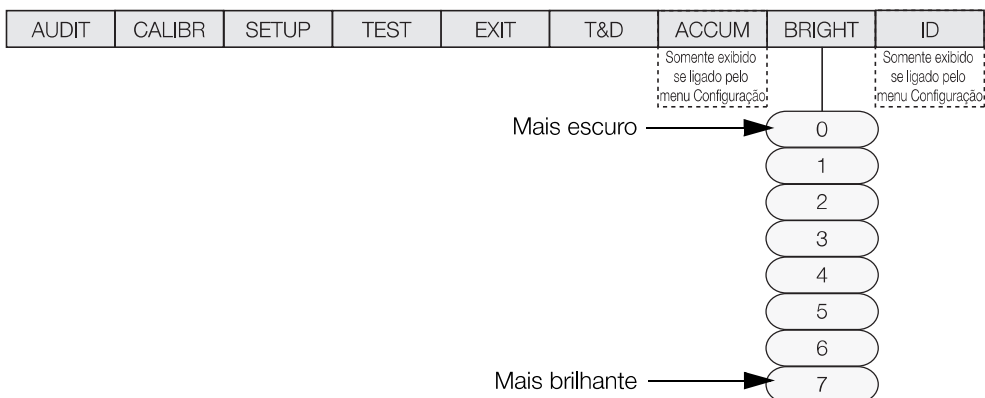 AUDIT CALIBR SETUP TEST EXIT T&D ACCUM BRIGHT ID
Somente exibido Somente exibido
se ligado pelo se ligado pelo
menu Configuração menu Configuração
Mais escuro 0
1
2
3
4
5
6
Mais brilhante 7